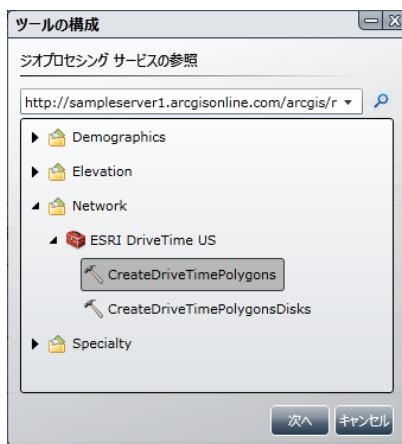 ツールの構成
ジオプロセシング サービスの参照
http://sampleserver1.arcgisonline.com/arcgis/r
Demographics
Elevation
Network
ESRI DriveTime US
CreateDriveTimePolygons
CreateDriveTimePolygonsDisks
Specialty
次へ キャンセル